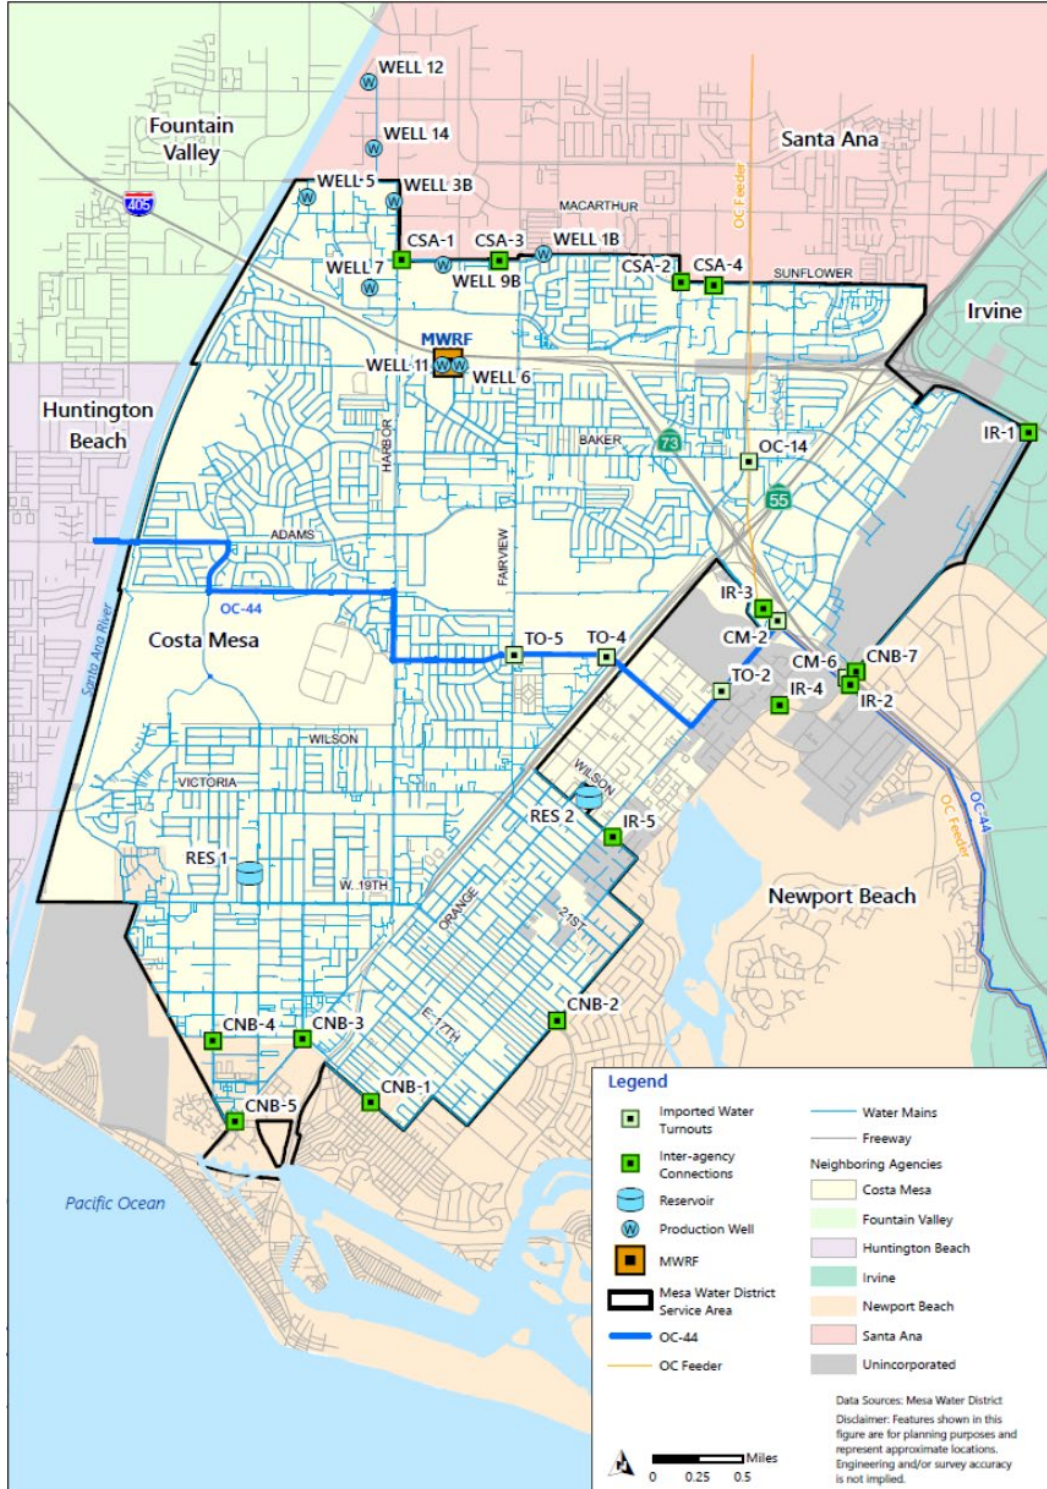 WELL 12
Fountain
Valley
WELL 14
Santa Ana
OC Feeder
WELL 5
WELL 3B
405
MACARTHUR
CSA-1
CSA-3
WELL 1B
WELL 7
WELL 9B
CSA-2
CSA-4
SUNFLOWER
Irvine
MWRF
WELL 11
WELL 6
Huntington
Beach
HARBOR
BAKER
73
OC-14
IR-1
55
ADAMS
FAIRVIEW
OC-44
IR-3
Santa Ana River
Costa Mesa
TO-5
TO-4
CM-2
CM-6
CNB-7
TO-2
IR-4
IR-2
WILSON
VICTORIA
WILSON
RES 2
IR-5
OC Feeder
OC-44
RES 1
W. 19TH
ORANGE
21ST
Newport Beach
CNB-4
CNB-3
E. 17TH
CNB-2
CNB-1
CNB-5
Pacific Ocean
Legend
Imported Water
Turnouts
Inter-agency
Connections
Reservoir
Production Well
MWRF
Mesa Water District
Service Area
OC-44
OC Feeder
Water Mains
Freeway
Neighboring Agencies
Costa Mesa
Fountain Valley
Huntington Beach
Irvine
Newport Beach
Santa Ana
Unincorporated
Data Sources: Mesa Water District
Disclaimer: Features shown in this
figure are for planning purposes and
represent approximate locations.
Engineering and/or survey accuracy
is not implied.
Miles
0 0.25 0.5